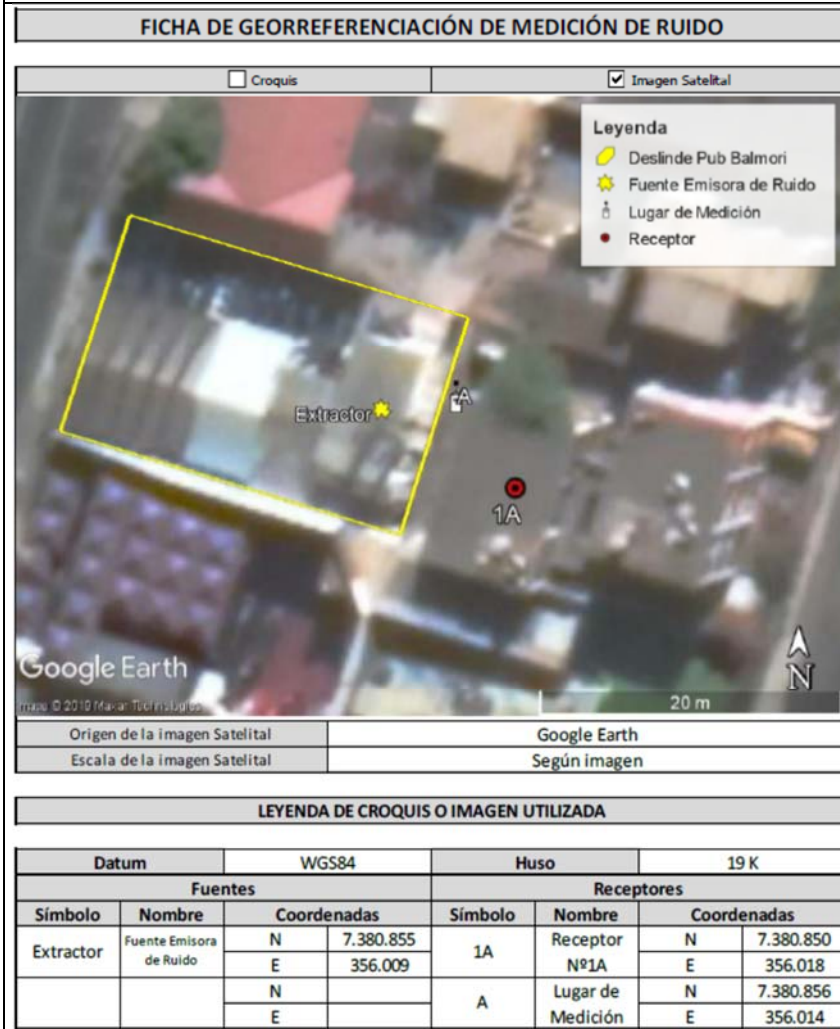 FICHA DE GEORREFERENCIACIÓN DE MEDICIÓN DE RUIDO
Croquis Imagen Satelital
Leyenda
Deslinde Pub Balmori
Fuente Emisora de Ruido
Lugar de Medición
Receptor
Extractor
A
1A
N
Google Earth
20 m
Origen de la imagen Satelital Google Earth
Escala de la imagen Satelital Según imagen
LEYENDA DE CROQUIS O IMAGEN UTILIZADA
Datum WGS84 Huso 19 K
Fuentes Receptores
Símbolo Nombre Coordenadas Símbolo Nombre Coordenadas
Extractor Fuente Emisora de Ruido N 7.380.855 1A Receptor Nº1A N 7.380.850
E 356.009 E 356.018
N A Lugar de Medición N 7.380.856
E E 356.014